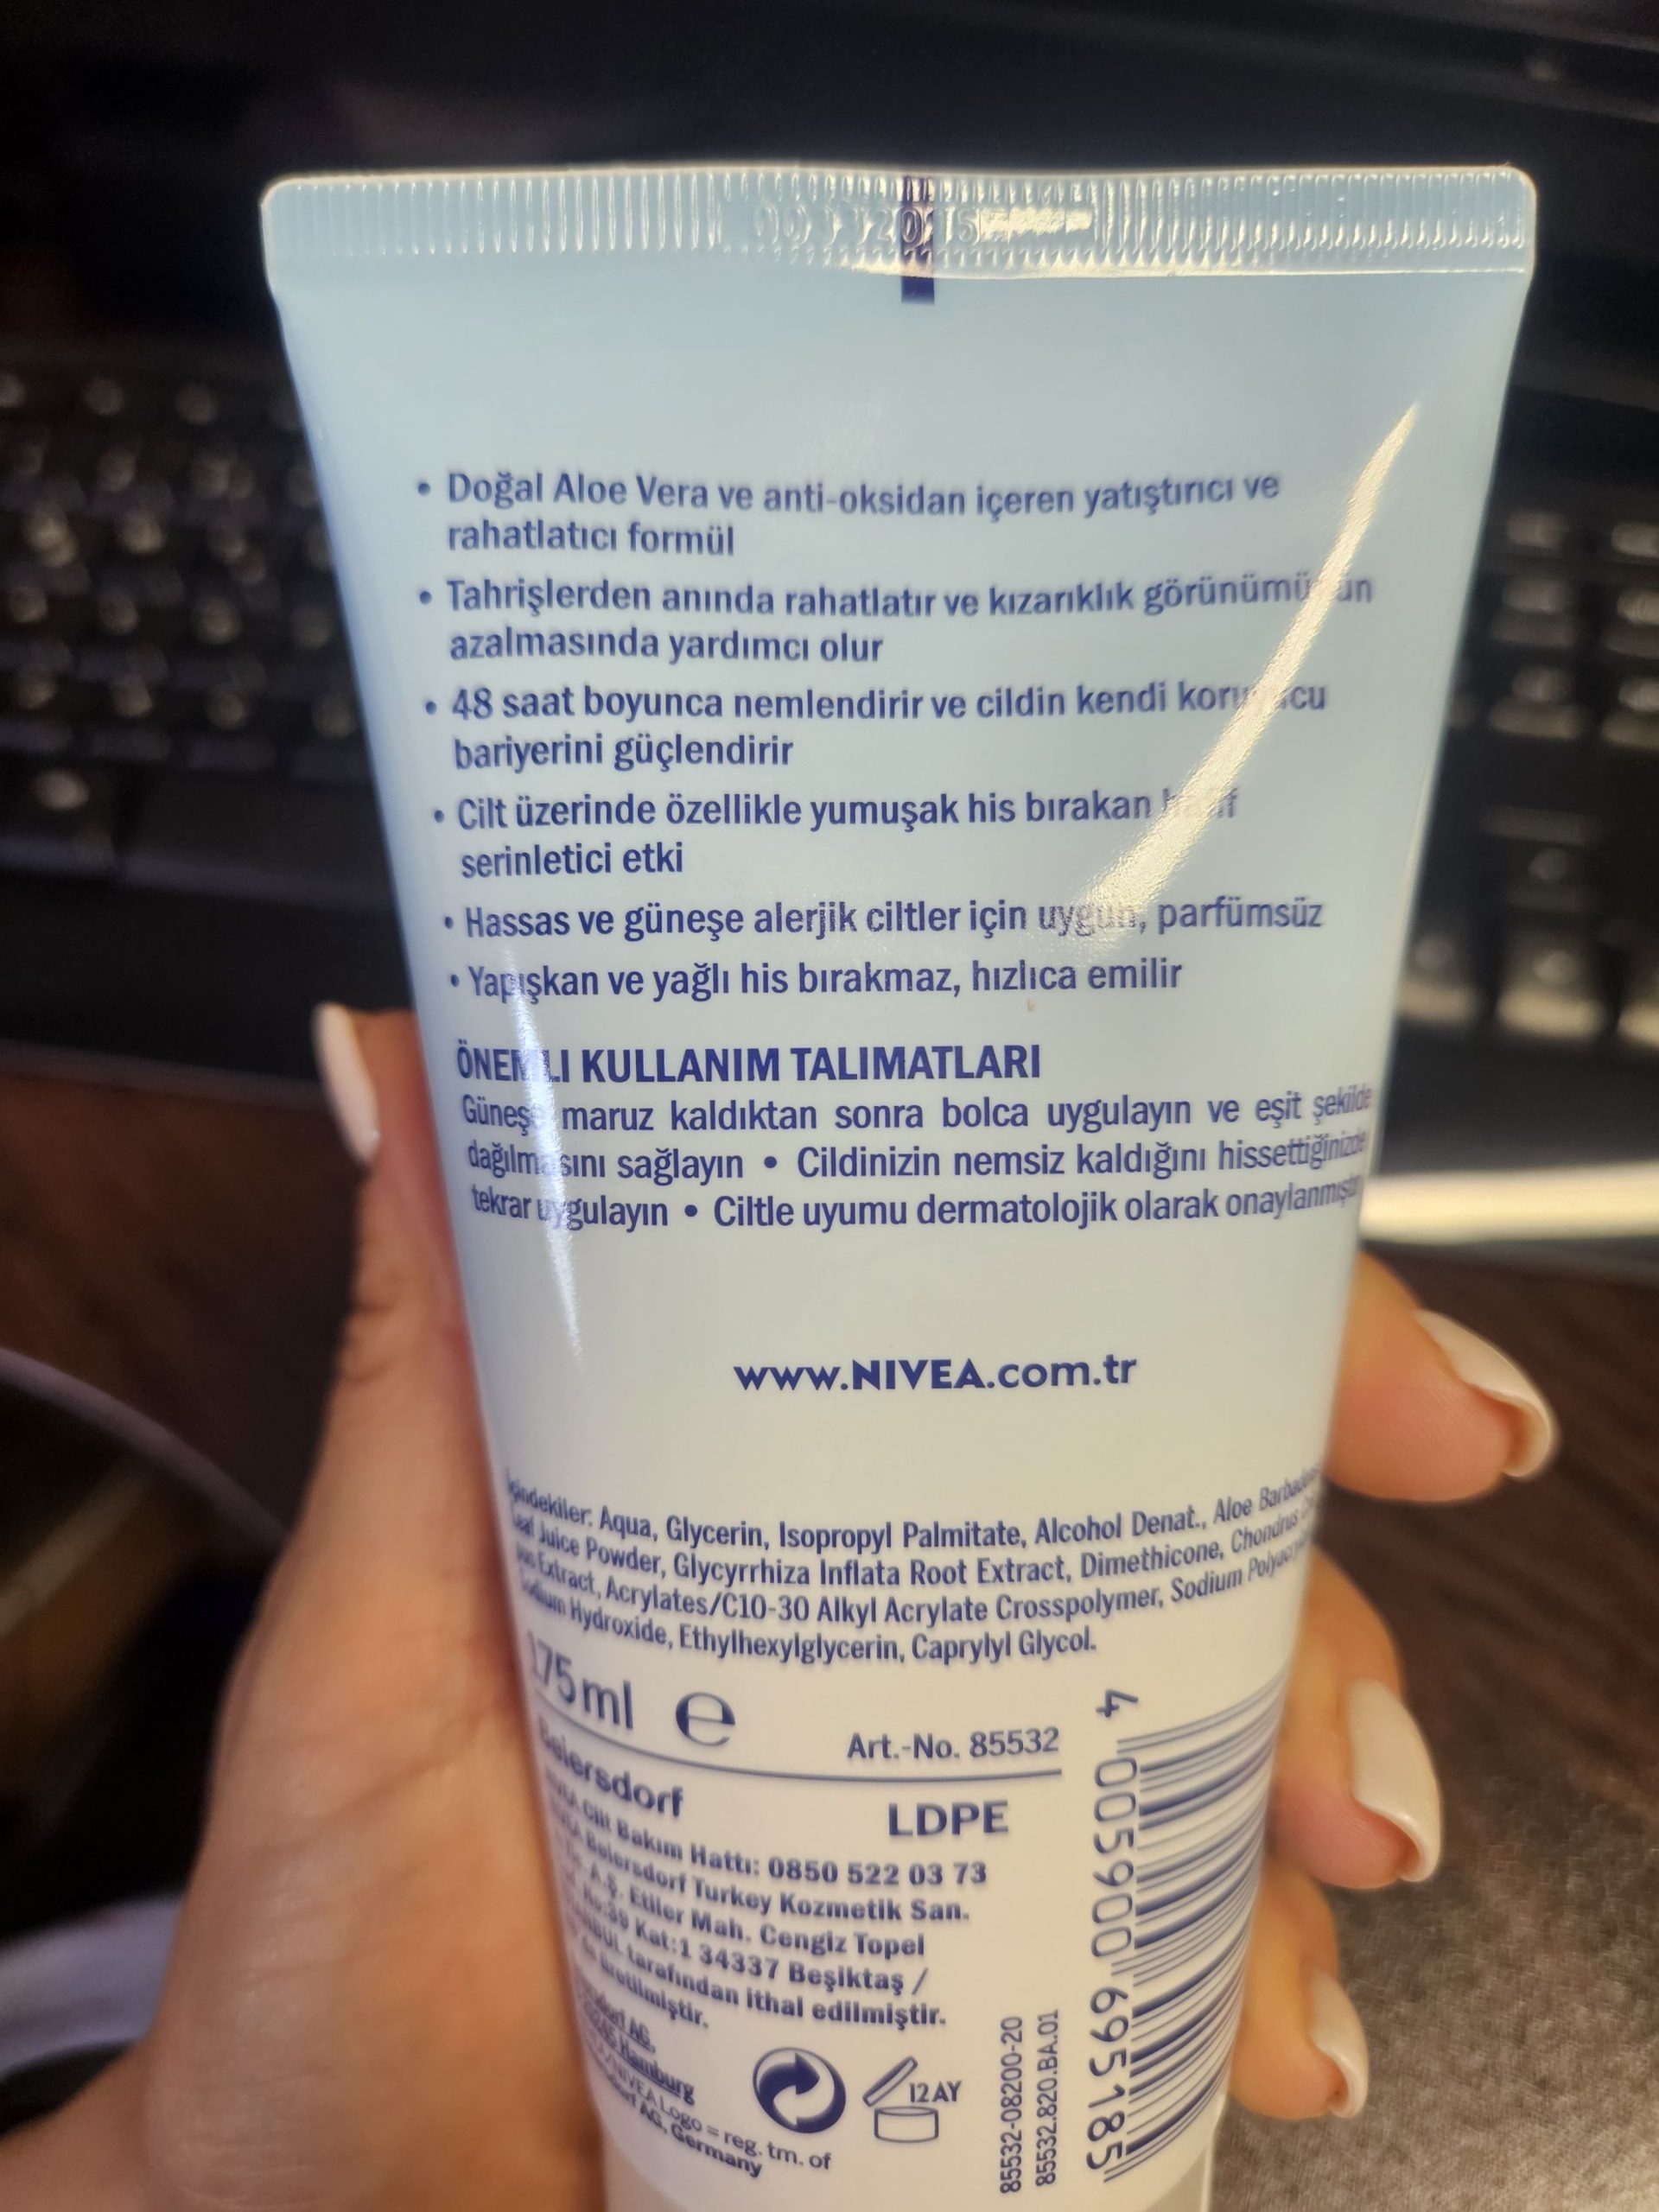 • Doğal Aloe Vera ve anti-oksidan içeren yatıştırıcı ve
rahatlatıcı formül
• Tahrişlerden anında rahatlatır ve kızarıklık
azalmasında yardımcı olur
• 48 saat boyunca nemlendirir ve cildin kendi
bariyerini güçlendirir
• Cilt üzerinde özellikle yumuşak his bırakan
serinletici etki
• Hassas ve güneşe alerjik ciltler için uygun, parfümsüz
• Yapışkan ve yağlı his bırakmaz, hızlıca emilir
ÖNEMLI KULLANIM TALIMATLARI
Güneşe maruz kaldıktan sonra bolca uygulayın ve eşit şekilde
dağılmasını sağlayın • Cildinizin nemsiz kaldığını hissettiğinizde
tekrar uygulayın • Ciltle uyumu dermatolojik olarak onaylanmıştır
www.NIVEA.com.tr
İçindekiler: Aqua, Glycerin, Isopropyl Palmitate, Alcohol Denat., Aloe
Leaf Juice Powder, Glycyrrhiza Inflata Root Extract, Dimethicone, Chondrus
Extract, Acrylates/C10-30 Alkyl Acrylate Crosspolymer, Sodium
Sodium Hydroxide, Ethylhexylglycerin, Caprylyl Glycol.
175ml e
Art.-No. 85532
Beiersdorf
LDPE
NIVEA Cilt Bakım Hattı: 0850 522 03 73
Beiersdorf Turkey Kozmetik San.
A.Ş. Etiler Mah. Cengiz Topel
No:39 Kat:1 34337 Beşiktaş /
tarafından ithal edilmiştir.
üretilmiştir.
AG,
Hamburg
NIVEA Logo = reg. tm. of
AG, Germany
12 AY
85532-08200-20
85532.820.BA.01
4 005900 695185